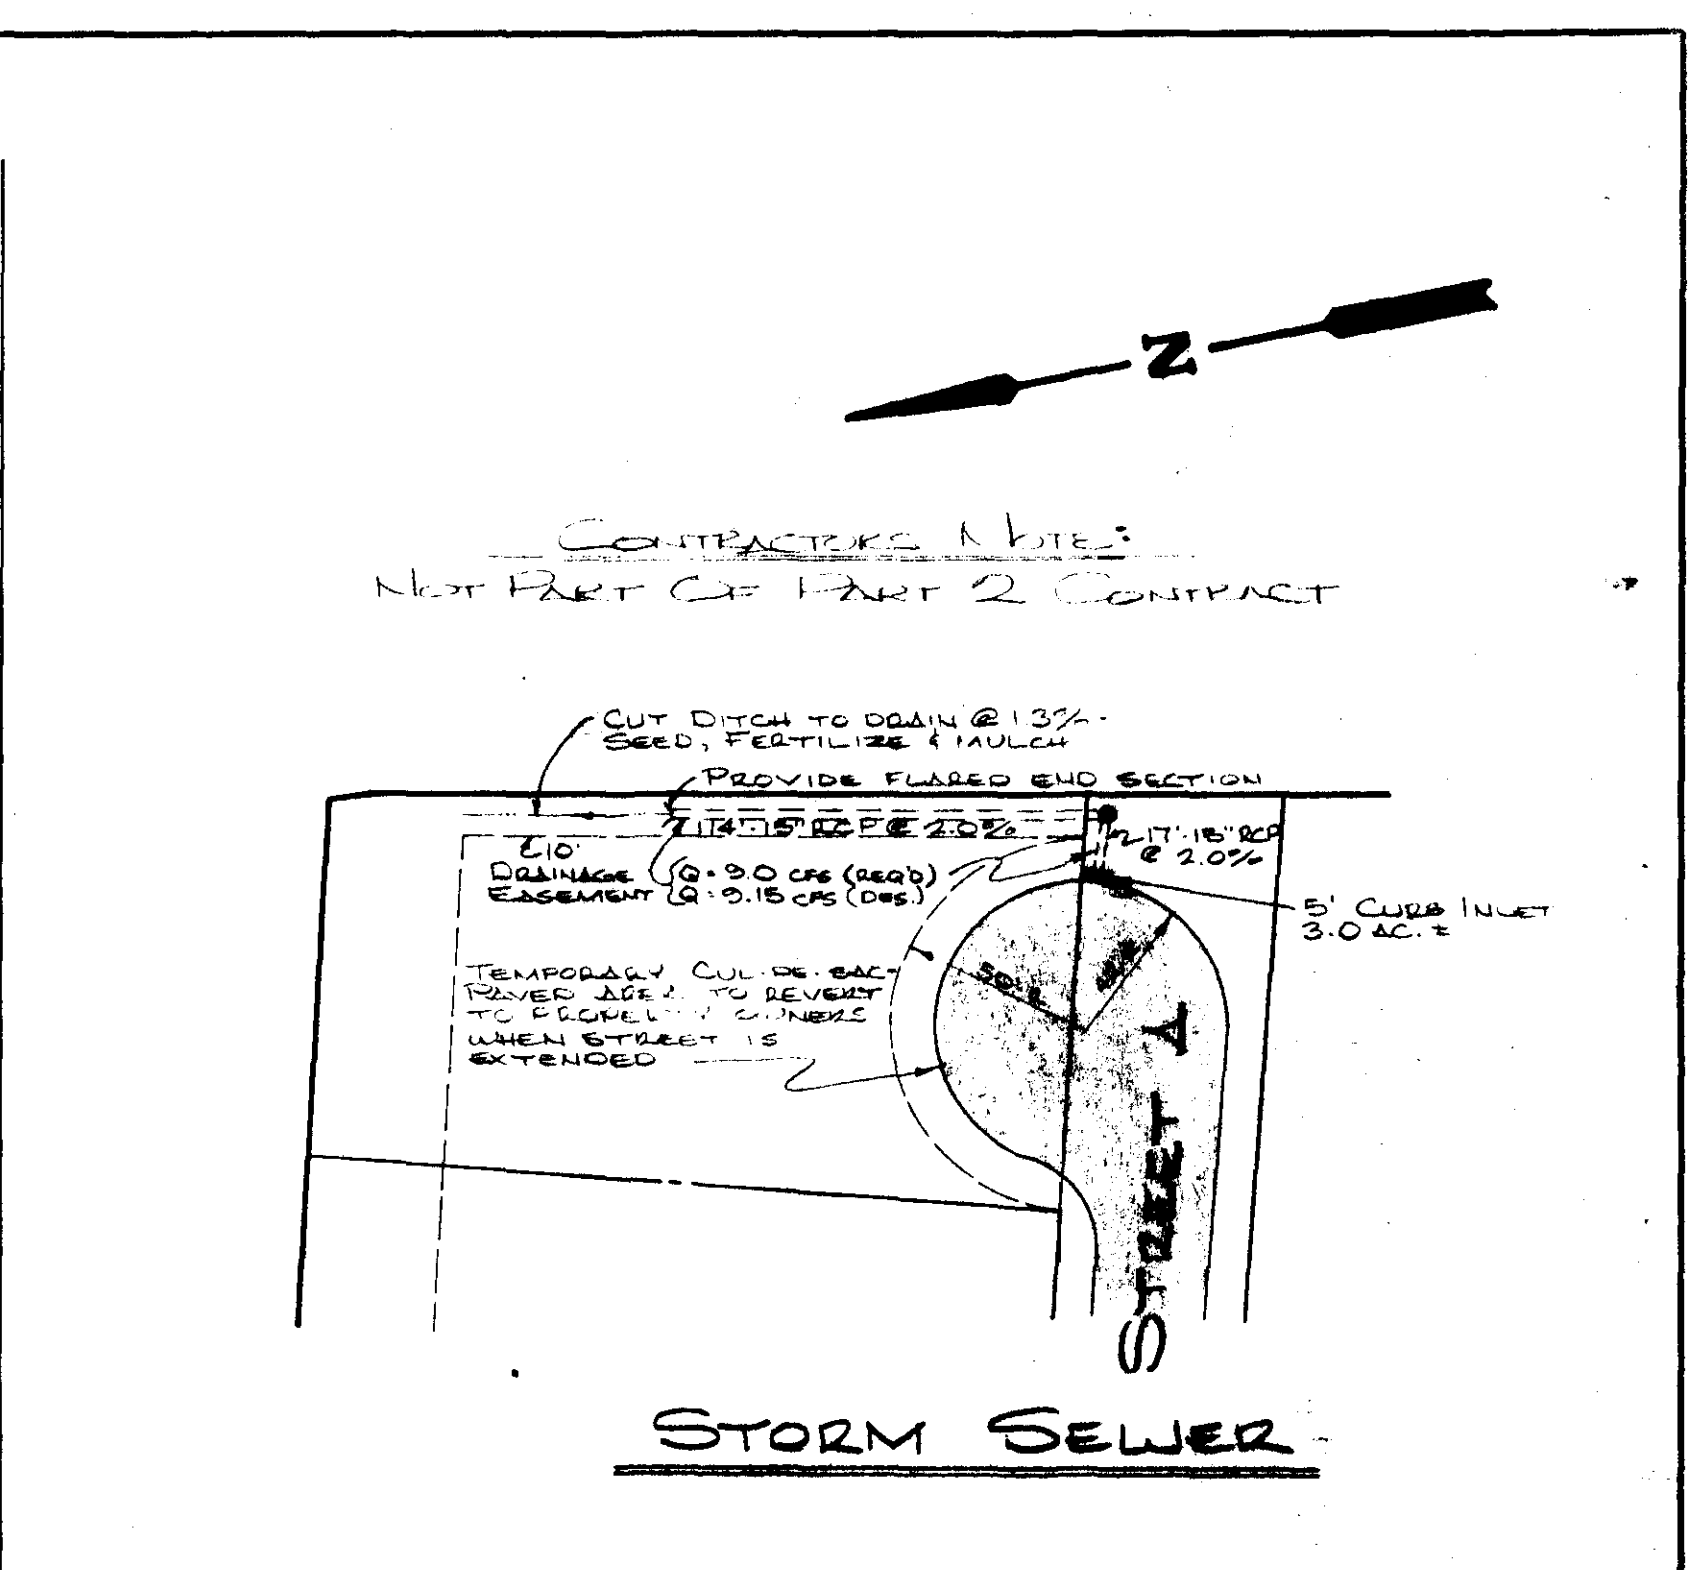 N
CONTRACTORS NOTE:
NOT PART OF PART 2 CONTRACT
CUT DITCH TO DRAIN @ 1.3%
SEED, FERTILIZE & MULCH
PROVIDE FLARED END SECTION
114'-15" RCP @ 2.0%
17'-15" RCP
@ 2.0%
10'
DRAINAGE
EASEMENT
Q = 9.0 CFS (REQ'D)
Q = 9.15 CFS (DES.)
5' CURB INLET
3.0 AC. ±
TEMPORARY CUL-DE-SAC-
PAVED AREA TO REVERT
TO PROPERTY OWNERS
WHEN STREET IS
EXTENDED
50' R
STREET A
STORM SEWER